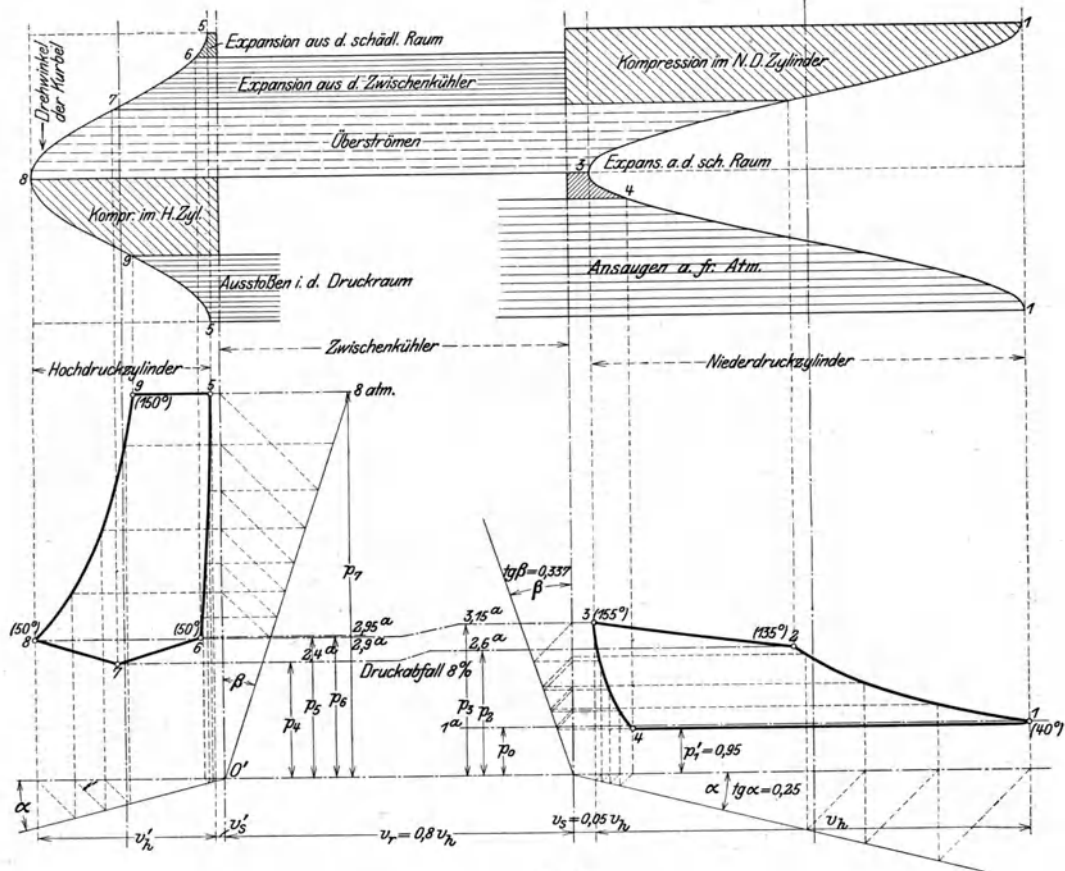 5
1
Expansion aus d. schädl. Raum
6
Drehwinkel
der Kurbel
Kompression im N.D. Zylinder
Expansion aus d. Zwischenkühler
7
Überströmen
3
Expans. a. d. sch. Raum
8
4
Kompr. im H. Zyl.
9
Ausstoßen i. d. Druckraum
Ansaugen a. fr. Atm.
5
1
Zwischenkühler
Hochdruckzylinder
Niederdruckzylinder
9
(150°)
5
8 atm.
p₇
tgβ=0,337
β
(50°)
8
(50°)
6
2,95ᵃ
2,9ᵃ
2,4ᵃ
3,15ᵃ
2,6ᵃ
3 (155°)
(135°) 2
7
Druckabfall 8%
β
p₄
p₅
p₆
p₃
p₂
1ᵃ
p₀
4
p₁'=0,95
1
(40°)
O'
α
α
tgα=0,25
vₕ'
vₛ'
vᵣ=0,8 vₕ
vₛ=0,05 vₕ
vₕ